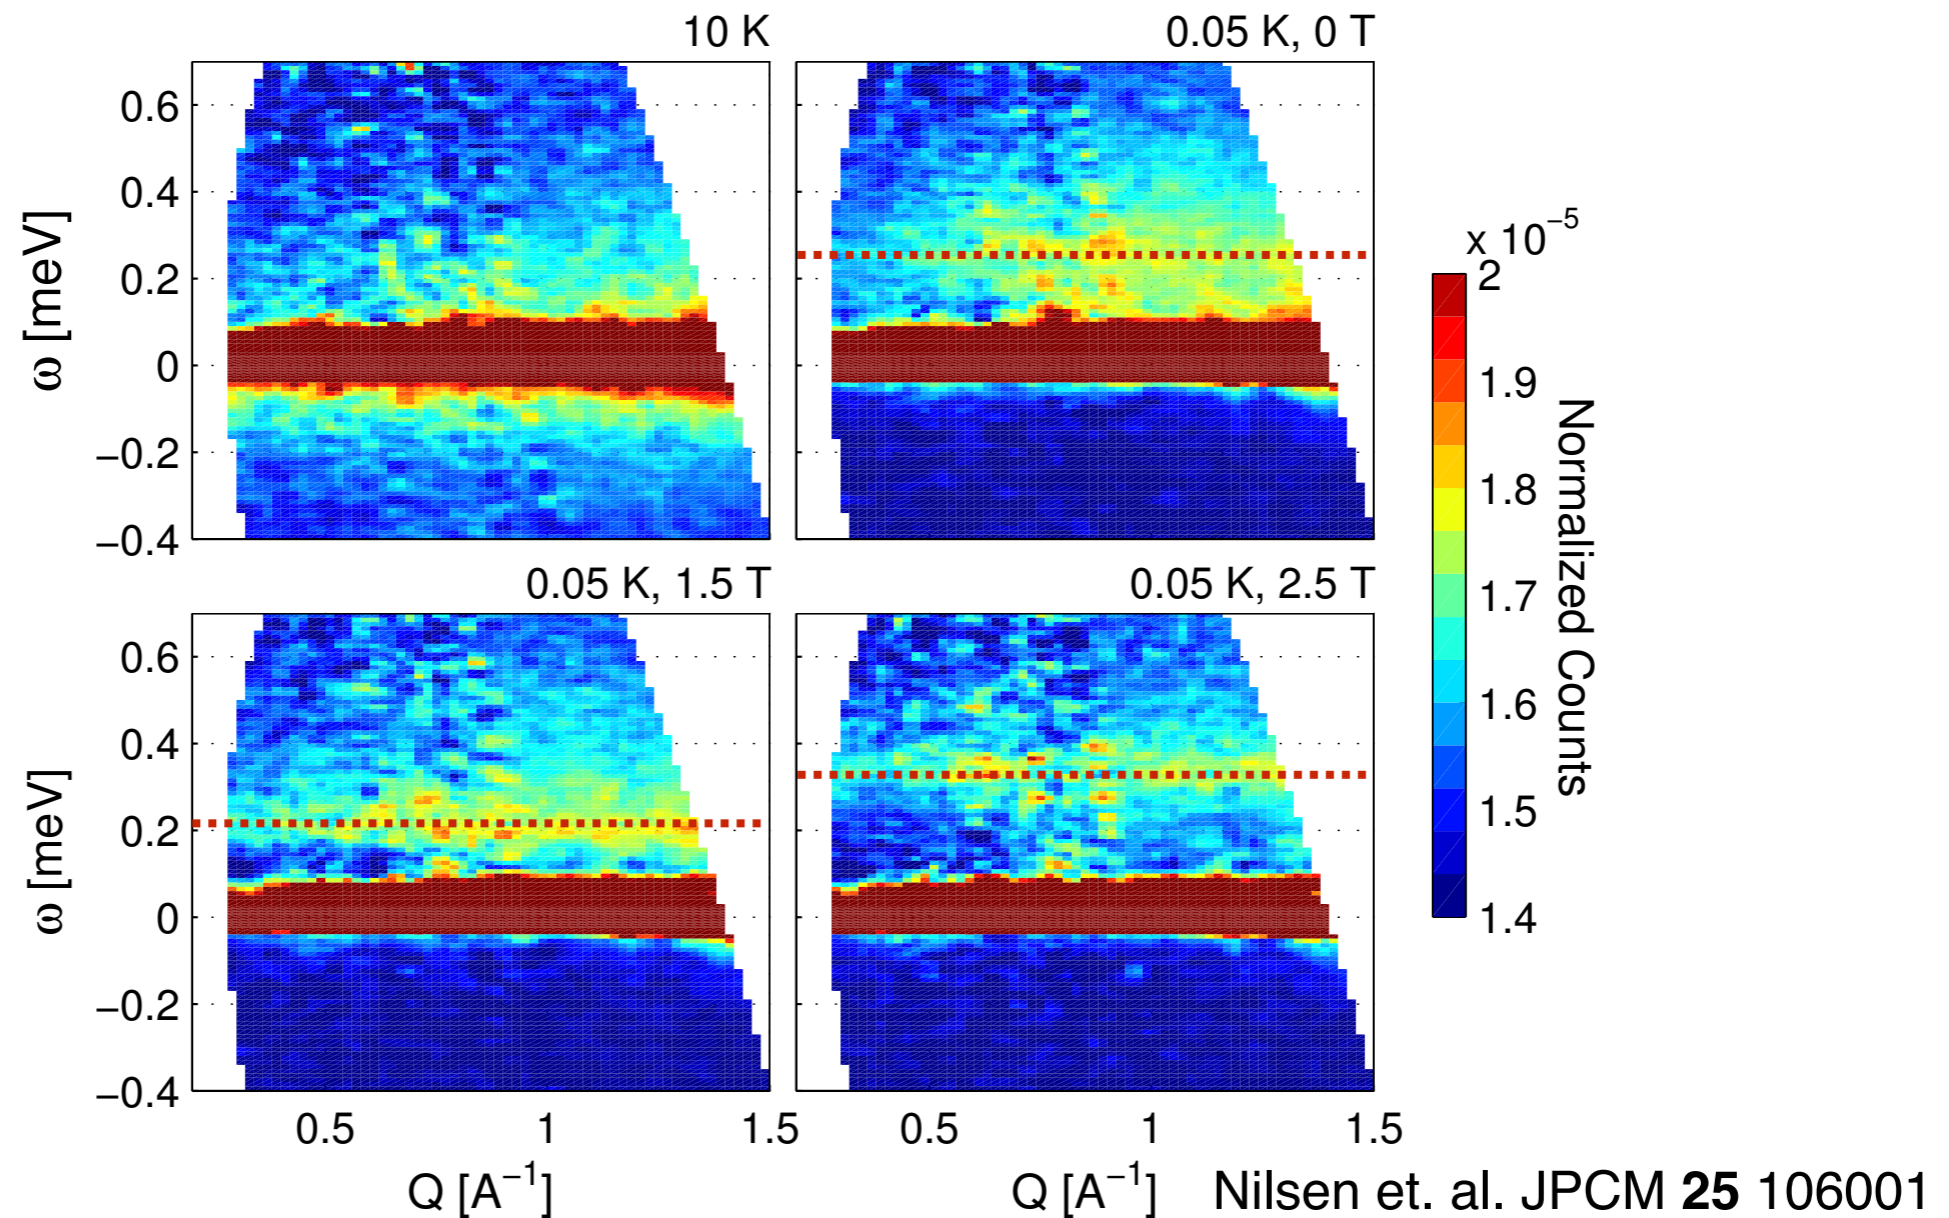 10 K
0.05 K, 0 T
ω [meV]
0.6
0.4
0.2
0
−0.2
−0.4
x 10⁻⁵
2
1.9
1.8
1.7
1.6
1.5
1.4
Normalized Counts
0.05 K, 1.5 T
0.05 K, 2.5 T
ω [meV]
0.6
0.4
0.2
0
−0.2
−0.4
0.5 1 1.5
0.5 1 1.5
Q [A⁻¹]
Q [A⁻¹]
Nilsen et. al. JPCM 25 106001